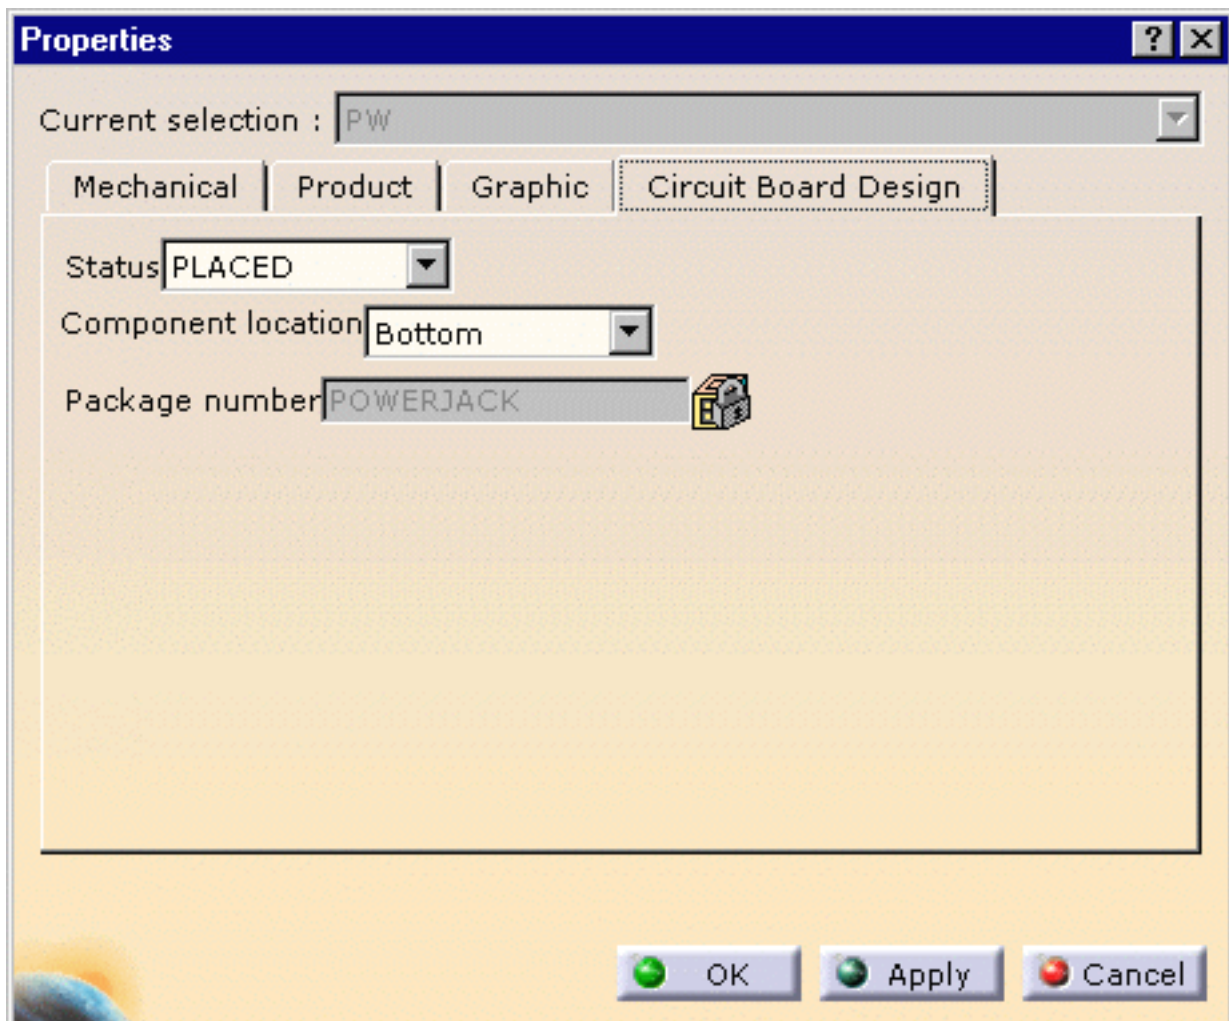 Properties
Current selection : PW
Mechanical Product Graphic Circuit Board Design
Status PLACED
Component location Bottom
Package number POWERJACK
OK Apply Cancel